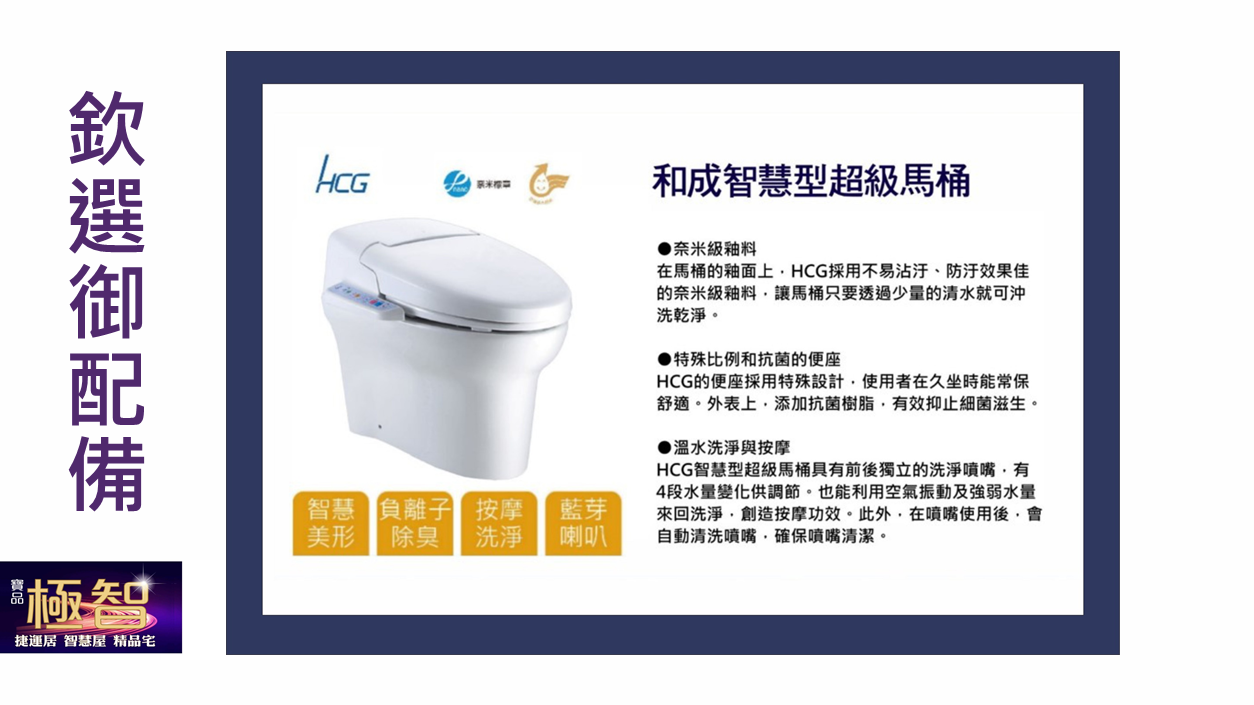 欽選御配備
HCG
奈米標章
和成智慧型超級馬桶
●奈米級釉料
在馬桶的釉面上，HCG採用不易沾汙、防汙效果佳
的奈米級釉料，讓馬桶只要透過少量的清水就可沖
洗乾淨。
●特殊比例和抗菌的便座
HCG的便座採用特殊設計，使用者在久坐時能常保
舒適。外表上，添加抗菌樹脂，有效抑止細菌滋生。
●溫水洗淨與按摩
HCG智慧型超級馬桶具有前後獨立的洗淨噴嘴，有
4段水量變化供調節。也能利用空氣振動及強弱水量
來回洗淨，創造按摩功效。此外，在噴嘴使用後，會
自動清洗噴嘴，確保噴嘴清潔。
智慧
美形
負離子
除臭
按摩
洗淨
藍芽
喇叭
寶品
極智
捷運居 智慧屋 精品宅